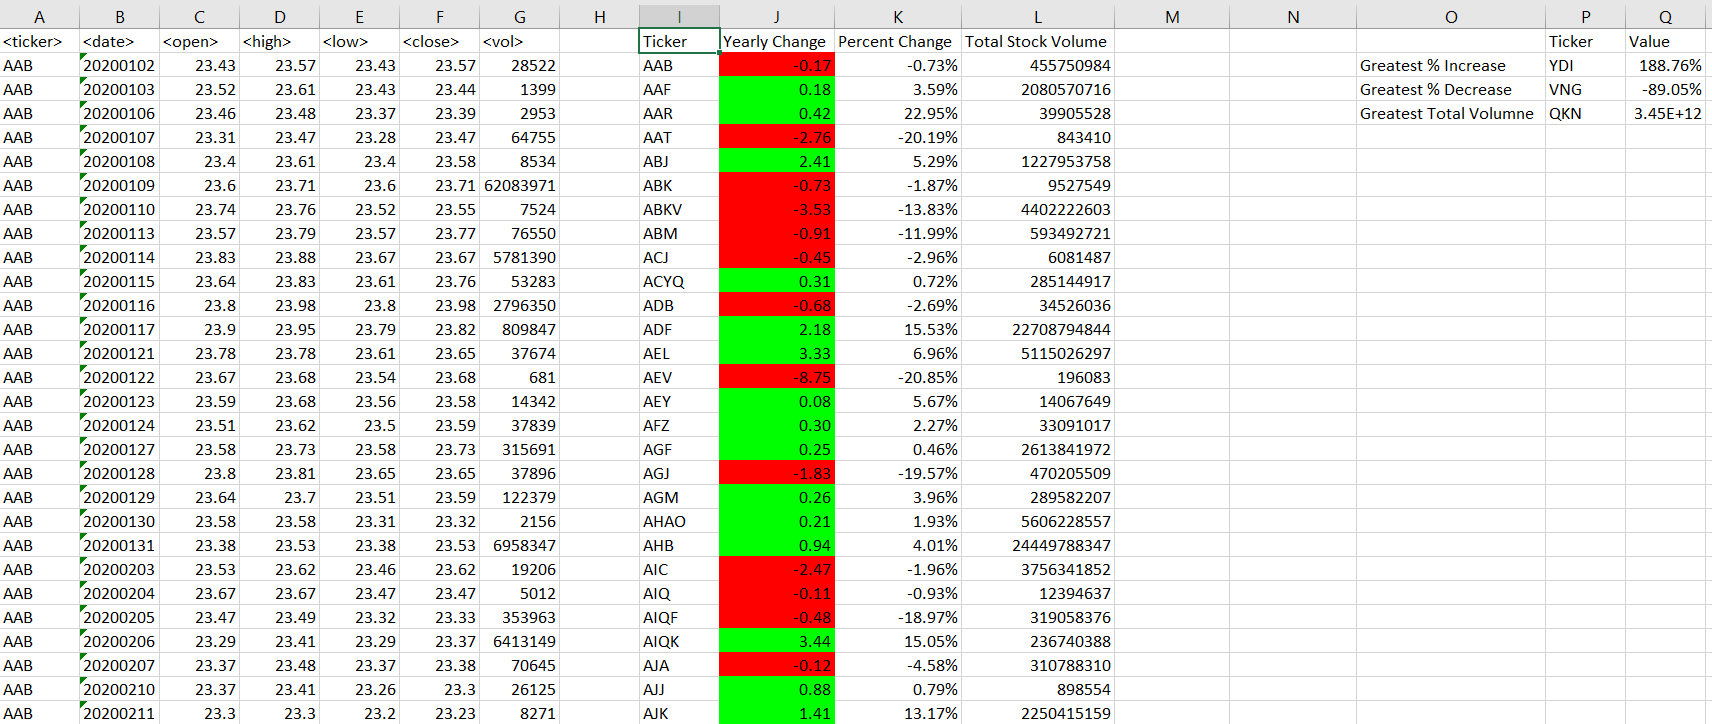 A B C D E F G H I J K L M N O P Q
<ticker> <date> <open> <high> <low> <close> <vol> Ticker Yearly Change Percent Change Total Stock Volume Ticker Value
AAB 20200102 23.43 23.57 23.43 23.57 28522 AAB -0.17 -0.73% 455750984 Greatest % Increase YDI 188.76%
AAB 20200103 23.52 23.61 23.43 23.44 1399 AAF 0.18 3.59% 2080570716 Greatest % Decrease VNG -89.05%
AAB 20200106 23.46 23.48 23.37 23.39 2953 AAR 0.42 22.95% 39905528 Greatest Total Volumne QKN 3.45E+12
AAB 20200107 23.31 23.47 23.28 23.47 64755 AAT -2.76 -20.19% 843410
AAB 20200108 23.4 23.61 23.4 23.58 8534 ABJ 2.41 5.29% 1227953758
AAB 20200109 23.6 23.71 23.6 23.71 62083971 ABK -0.73 -1.87% 9527549
AAB 20200110 23.74 23.76 23.52 23.55 7524 ABKV -3.53 -13.83% 4402222603
AAB 20200113 23.57 23.79 23.57 23.77 76550 ABM -0.91 -11.99% 593492721
AAB 20200114 23.83 23.88 23.67 23.67 5781390 ACJ -0.45 -2.96% 6081487
AAB 20200115 23.64 23.83 23.61 23.76 53283 ACYQ 0.31 0.72% 285144917
AAB 20200116 23.8 23.98 23.8 23.98 2796350 ADB -0.68 -2.69% 34526036
AAB 20200117 23.9 23.95 23.79 23.82 809847 ADF 2.18 15.53% 22708794844
AAB 20200121 23.78 23.78 23.61 23.65 37674 AEL 3.33 6.96% 5115026297
AAB 20200122 23.67 23.68 23.54 23.68 681 AEV -8.75 -20.85% 196083
AAB 20200123 23.59 23.68 23.56 23.58 14342 AEY 0.08 5.67% 14067649
AAB 20200124 23.51 23.62 23.5 23.59 37839 AFZ 0.30 2.27% 33091017
AAB 20200127 23.58 23.73 23.58 23.73 315691 AGF 0.25 0.46% 2613841972
AAB 20200128 23.8 23.81 23.65 23.65 37896 AGJ -1.83 -19.57% 470205509
AAB 20200129 23.64 23.7 23.51 23.59 122379 AGM 0.26 3.96% 289582207
AAB 20200130 23.58 23.58 23.31 23.32 2156 AHAO 0.21 1.93% 5606228557
AAB 20200131 23.38 23.53 23.38 23.53 6958347 AHB 0.94 4.01% 24449788347
AAB 20200203 23.53 23.62 23.46 23.62 19206 AIC -2.47 -1.96% 3756341852
AAB 20200204 23.67 23.67 23.47 23.47 5012 AIQ -0.11 -0.93% 12394637
AAB 20200205 23.47 23.49 23.32 23.33 353963 AIQF -0.48 -18.97% 319058376
AAB 20200206 23.29 23.41 23.29 23.37 6413149 AIQK 3.44 15.05% 236740388
AAB 20200207 23.37 23.48 23.37 23.38 70645 AJA -0.12 -4.58% 310788310
AAB 20200210 23.37 23.41 23.26 23.3 26125 AJJ 0.88 0.79% 898554
AAB 20200211 23.3 23.3 23.2 23.23 8271 AJK 1.41 13.17% 2250415159